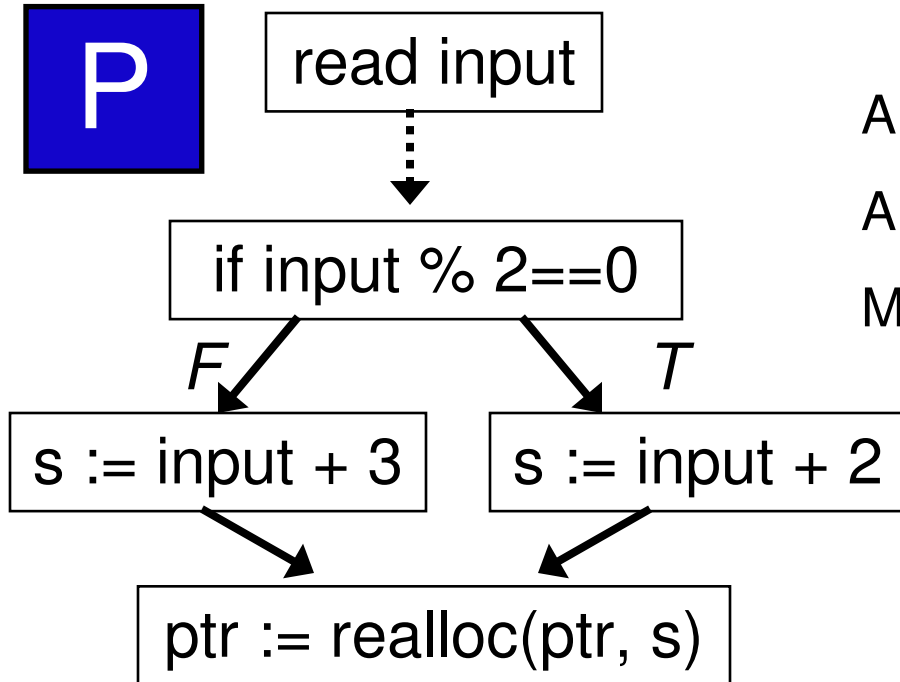 P
read input
A
if input % 2==0
A
M
F
T
s := input + 3
s := input + 2
ptr := realloc(ptr, s)